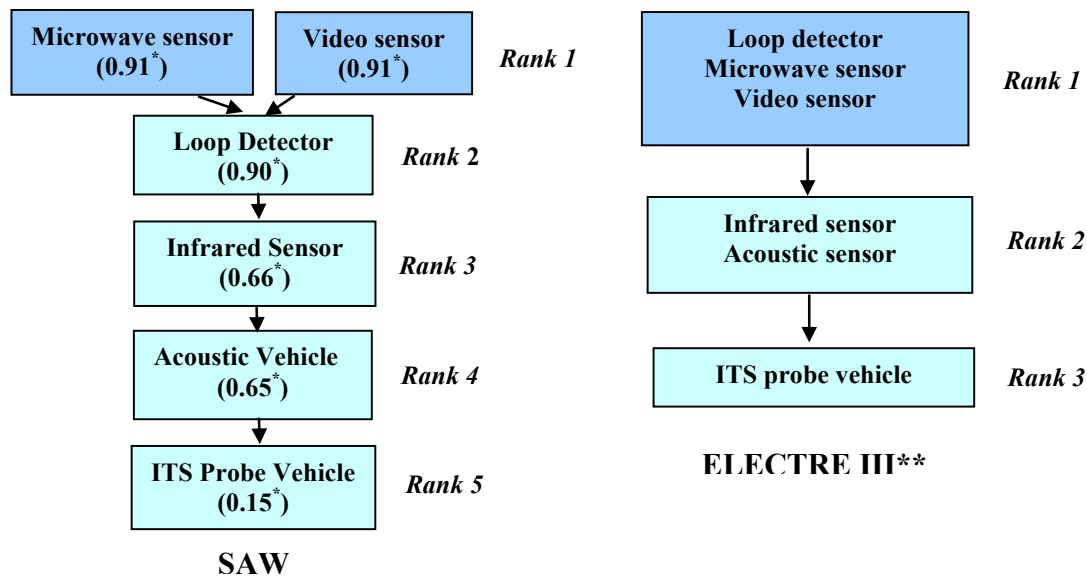 Microwave sensor
(0.91*)
Video sensor
(0.91*)
Rank 1
Loop Detector
(0.90*)
Rank 2
Infrared Sensor
(0.66*)
Rank 3
Acoustic Vehicle
(0.65*)
Rank 4
ITS Probe Vehicle
(0.15*)
Rank 5
SAW
Loop detector
Microwave sensor
Video sensor
Rank 1
Infrared sensor
Acoustic sensor
Rank 2
ITS probe vehicle
Rank 3
ELECTRE III**